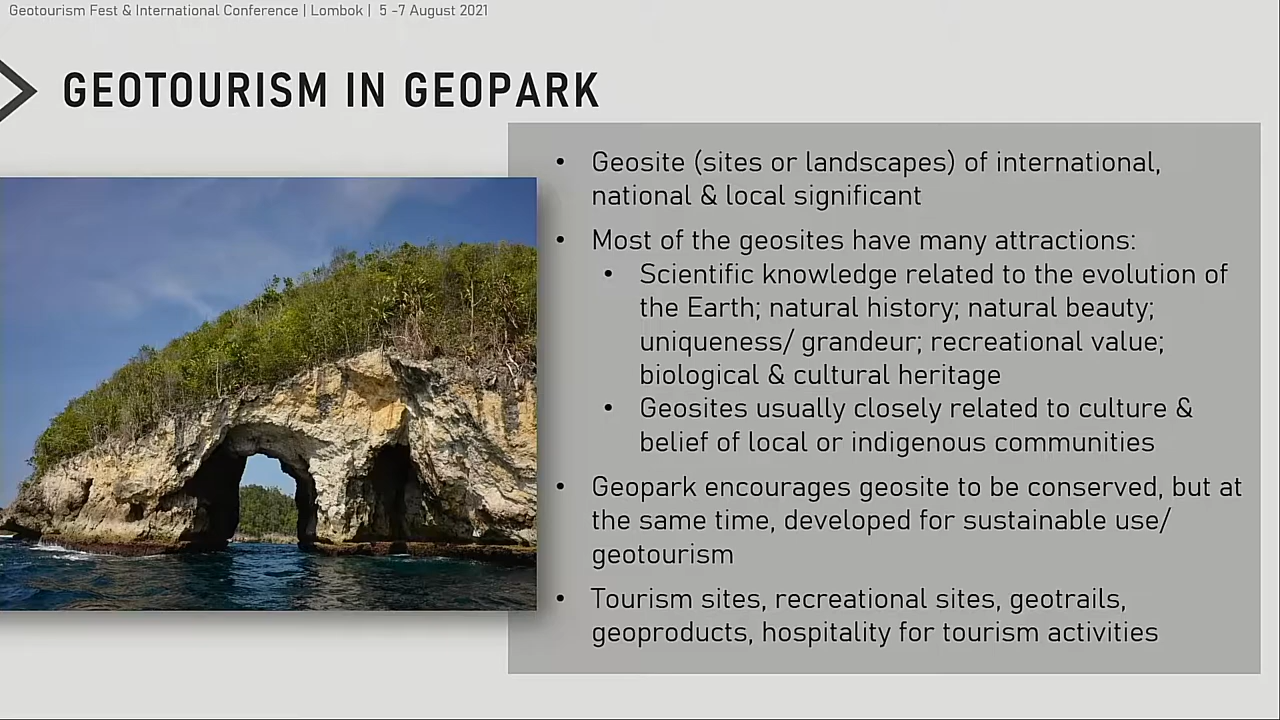 Geotourism Fest & International Conference | Lombok | 5 -7 August 2021
GEOTOURISM IN GEOPARK
• Geosite (sites or landscapes) of international,
national & local significant
• Most of the geosites have many attractions:
• Scientific knowledge related to the evolution of
the Earth; natural history; natural beauty;
uniqueness/ grandeur; recreational value;
biological & cultural heritage
• Geosites usually closely related to culture &
belief of local or indigenous communities
• Geopark encourages geosite to be conserved, but at
the same time, developed for sustainable use/
geotourism
• Tourism sites, recreational sites, geotrails,
geoproducts, hospitality for tourism activities